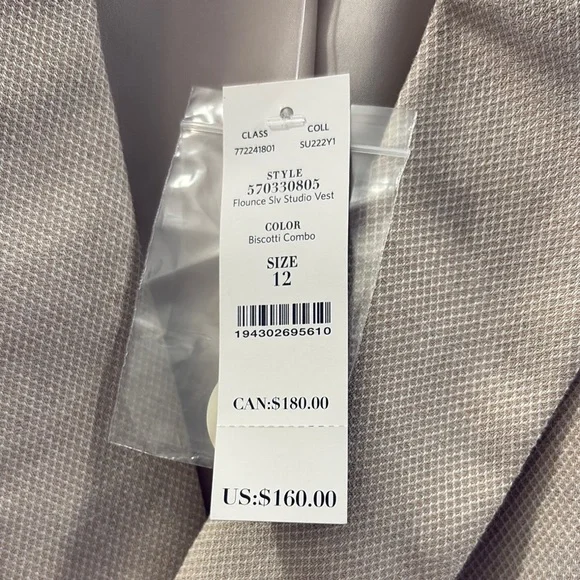 CLASS COLL
772241801 SU222Y1
STYLE
570330805
Flounce Slv Studio Vest
COLOR
Biscotti Combo
SIZE
12
194302695610
CAN:$180.00
US:$160.00